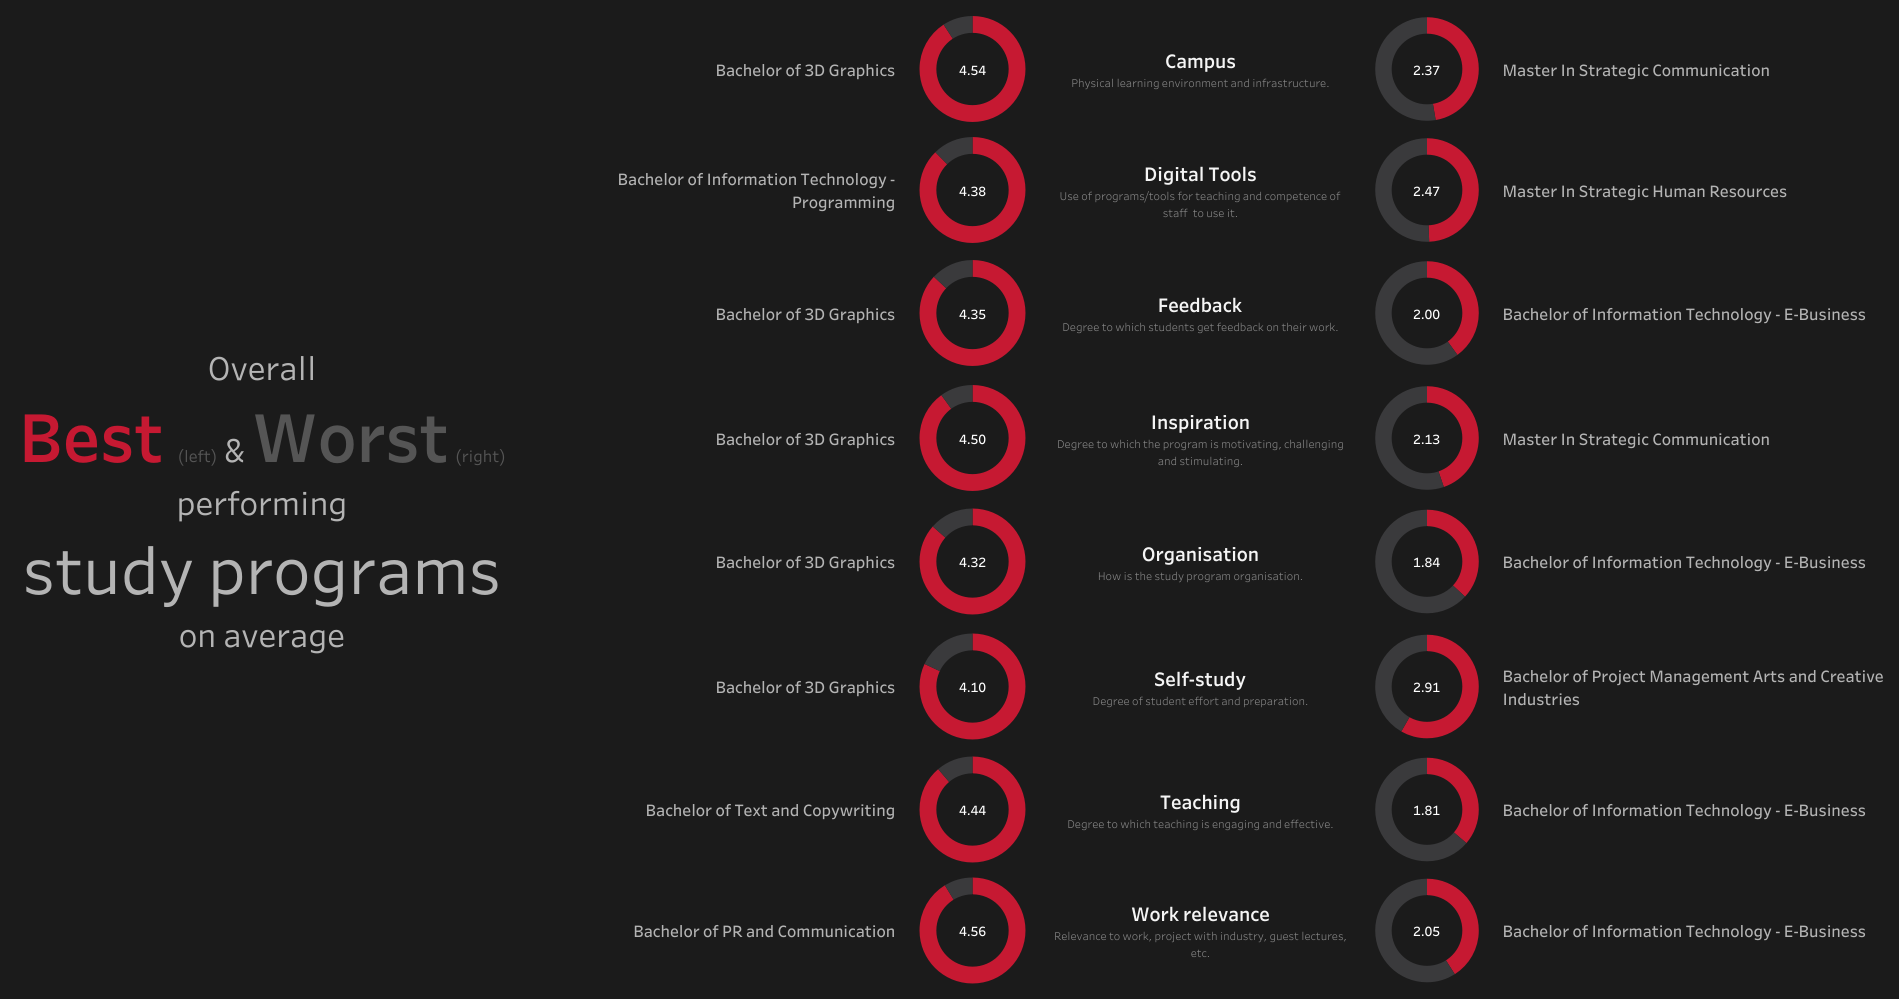 Overall
Best (left) & Worst (right)
performing
study programs
on average
Bachelor of 3D Graphics
4.54
Campus
Physical learning environment and infrastructure.
2.37
Master In Strategic Communication
Bachelor of Information Technology -
Programming
4.38
Digital Tools
Use of programs/tools for teaching and competence of
staff to use it.
2.47
Master In Strategic Human Resources
Bachelor of 3D Graphics
4.35
Feedback
Degree to which students get feedback on their work.
2.00
Bachelor of Information Technology - E-Business
Bachelor of 3D Graphics
4.50
Inspiration
Degree to which the program is motivating, challenging
and stimulating.
2.13
Master In Strategic Communication
Bachelor of 3D Graphics
4.32
Organisation
How is the study program organisation.
1.84
Bachelor of Information Technology - E-Business
Bachelor of 3D Graphics
4.10
Self-study
Degree of student effort and preparation.
2.91
Bachelor of Project Management Arts and Creative
Industries
Bachelor of Text and Copywriting
4.44
Teaching
Degree to which teaching is engaging and effective.
1.81
Bachelor of Information Technology - E-Business
Bachelor of PR and Communication
4.56
Work relevance
Relevance to work, project with industry, guest lectures,
etc.
2.05
Bachelor of Information Technology - E-Business